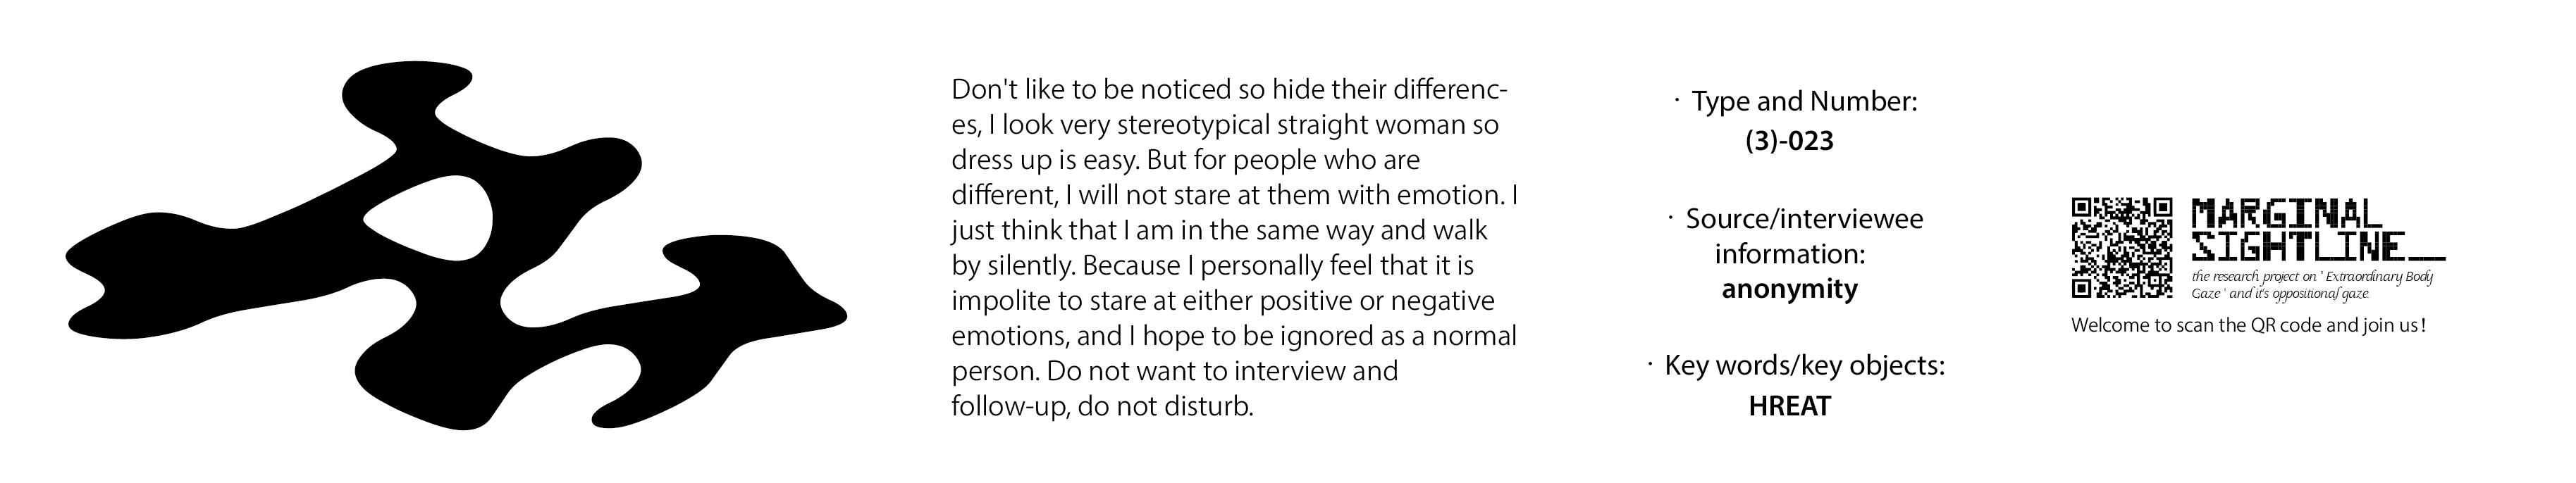 Don't like to be noticed so hide their differenc-
es, I look very stereotypical straight woman so
dress up is easy. But for people who are
different, I will not stare at them with emotion. I
just think that I am in the same way and walk
by silently. Because I personally feel that it is
impolite to stare at either positive or negative
emotions, and I hope to be ignored as a normal
person. Do not want to interview and
follow-up, do not disturb.
· Type and Number:
(3)-023
· Source/interviewee
information:
anonymity
· Key words/key objects:
HREAT
MARGINAL
SIGHTLINE__
the research project on ' Extraordinary Body
Gaze ' and it's oppositional gaze.
Welcome to scan the QR code and join us!